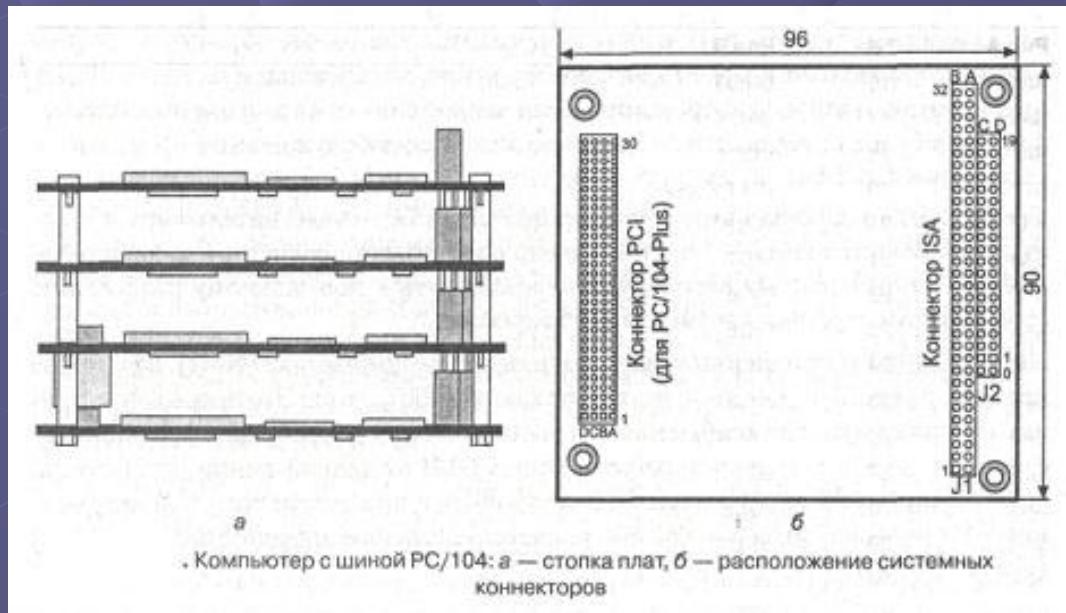 96
32
B A
C D
19
30
Коннектор PCI
(для PC/104-Plus)
Коннектор ISA
90
1
0
J2
1
DCBA
1
J1
а
б
. Компьютер с шиной PC/104: а — стопка плат, б — расположение системных
коннекторов